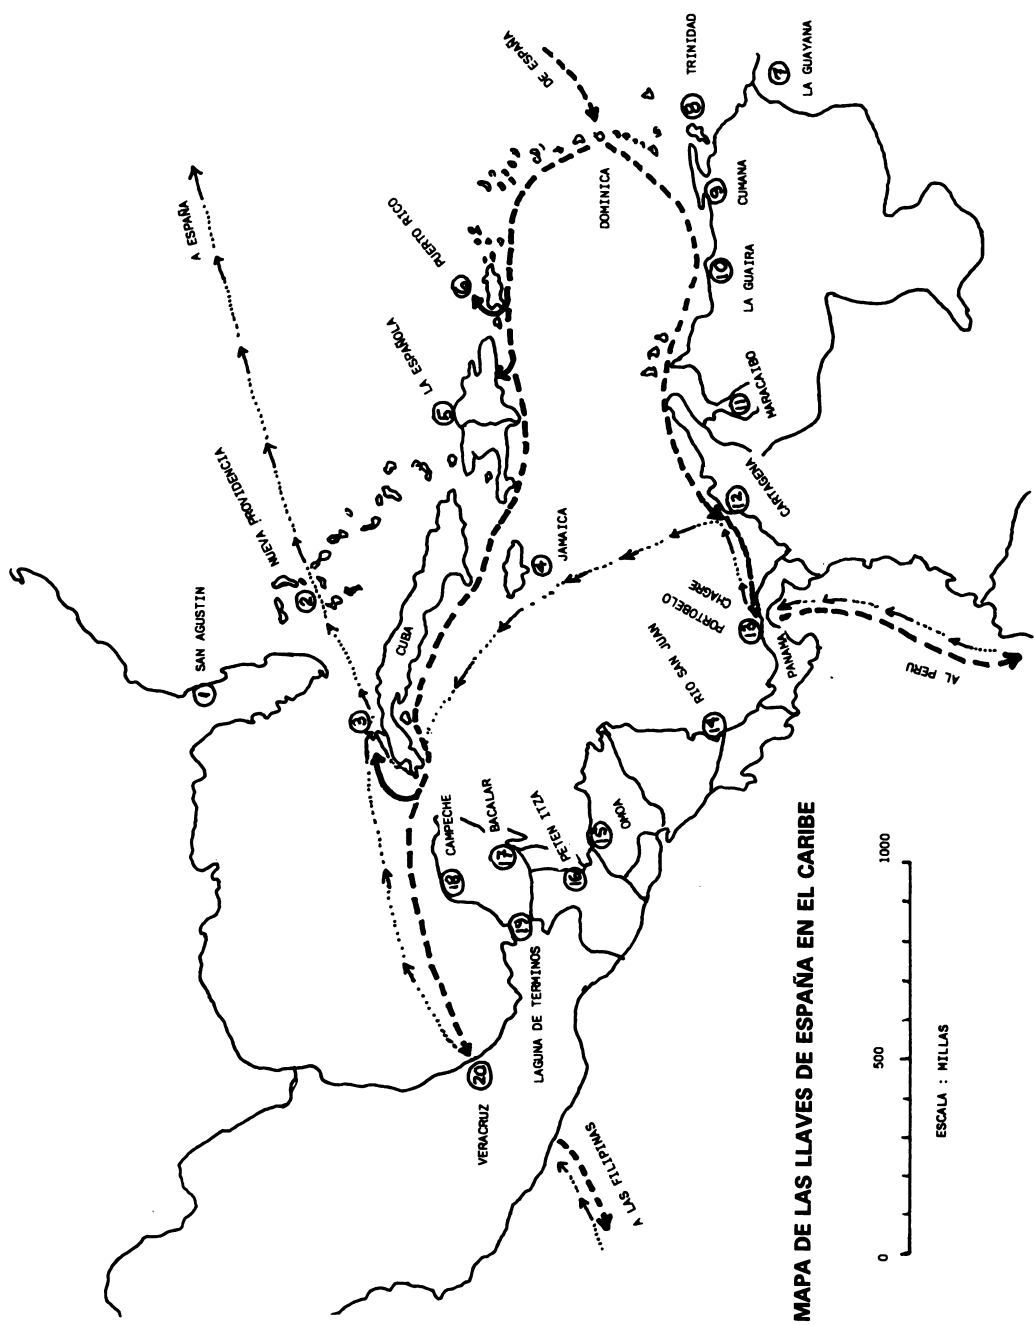 A ESPAÑA
DE ESPAÑA
1
SAN AGUSTIN
2
NUEVA PROVIDENCIA
3
CUBA
4
JAMAICA
5
LA ESPAÑOLA
6
PUERTO RICO
DOMINICA
7
LA GUAYANA
8
TRINIDAD
9
CUMANA
10
LA GUAIRA
11
MARACAIBO
12
CARTAGENA
13
PORTOBELO
CHAGRE
PANAMA
AL PERU
14
RIO SAN JUAN
15
OMOA
16
PETEN ITZA
17
BACALAR
18
CAMPECHE
19
LAGUNA DE TERMINOS
20
VERACRUZ
A LAS FILIPINAS
MAPA DE LAS LLAVES DE ESPAÑA EN EL CARIBE
0 500 1000
ESCALA : MILLAS